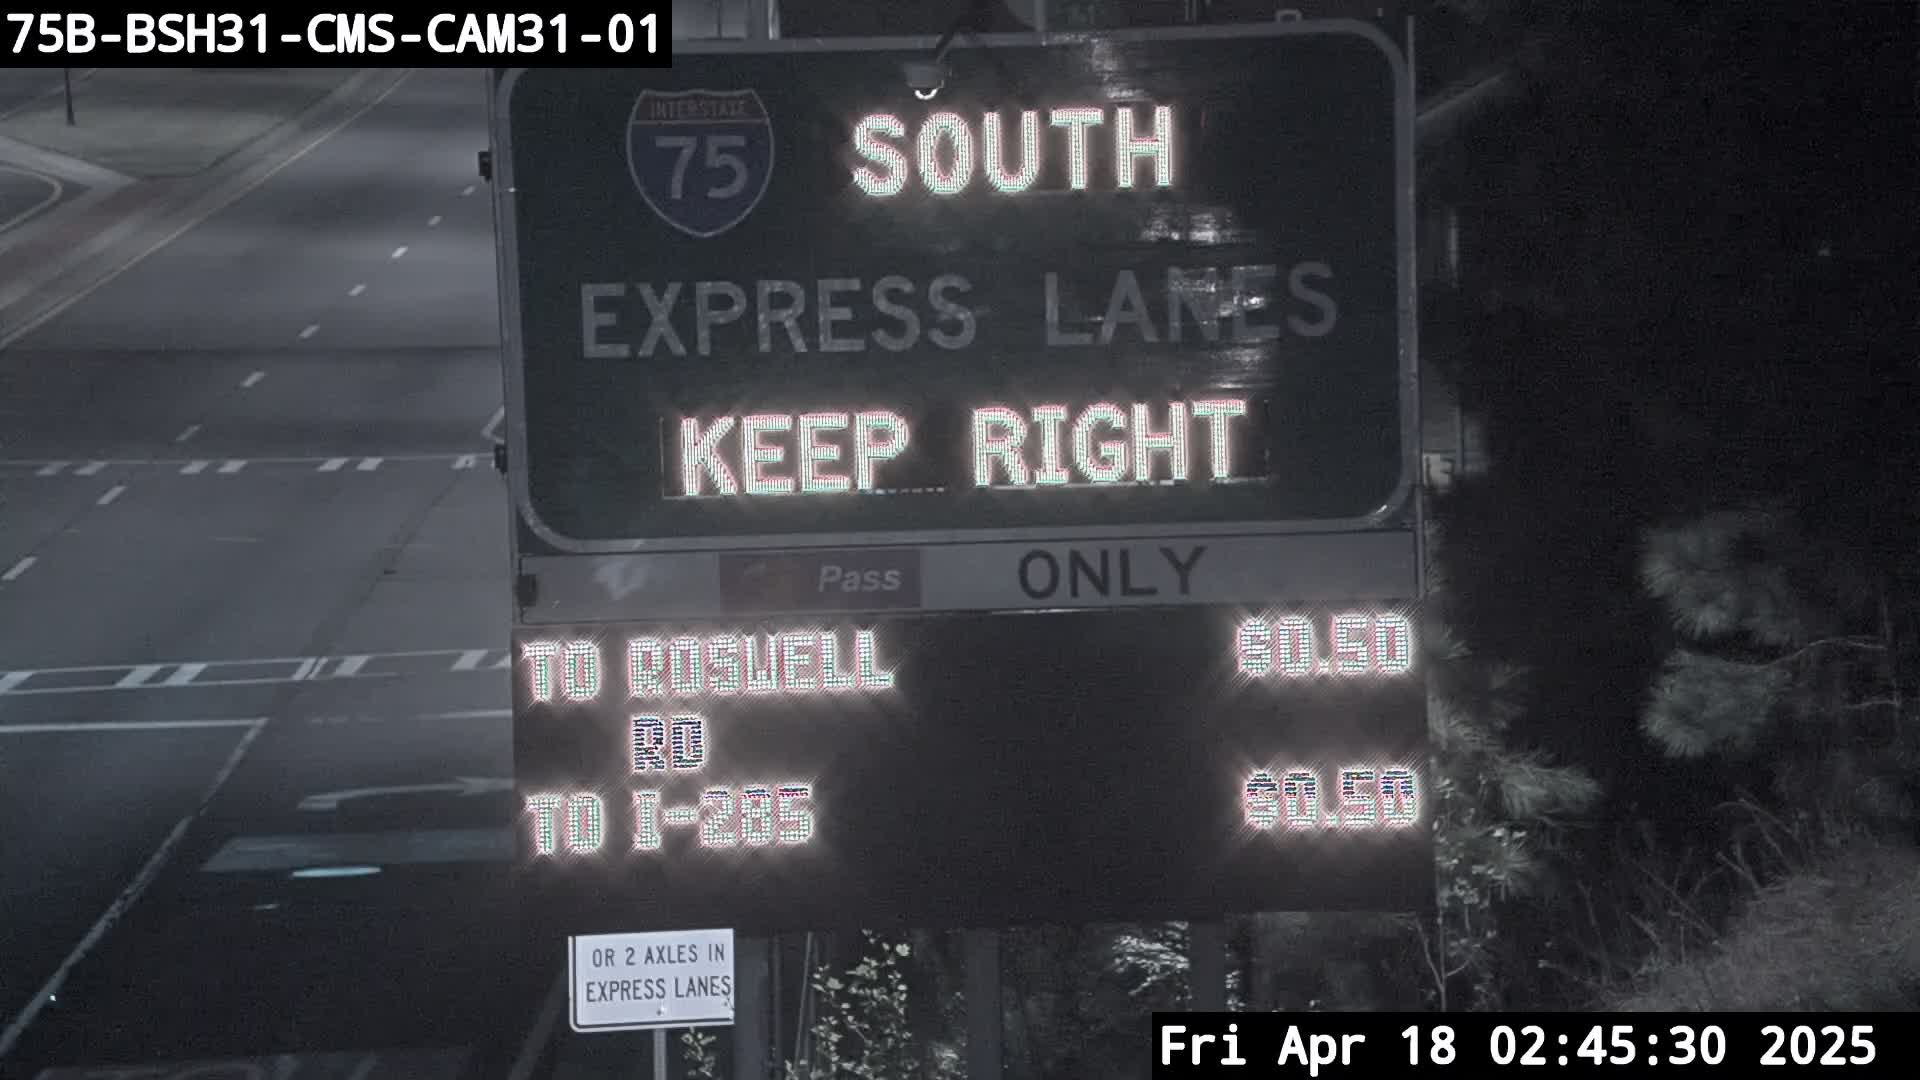 75B-BSH31-CMS-CAM31-01
INTERSTATE
75
SOUTH
EXPRESS LANES
KEEP RIGHT
Pass ONLY
TO ROSWELL $0.50
RD
TO I-285 $0.50
OR 2 AXLES IN
EXPRESS LANES
Fri Apr 18 02:45:30 2025